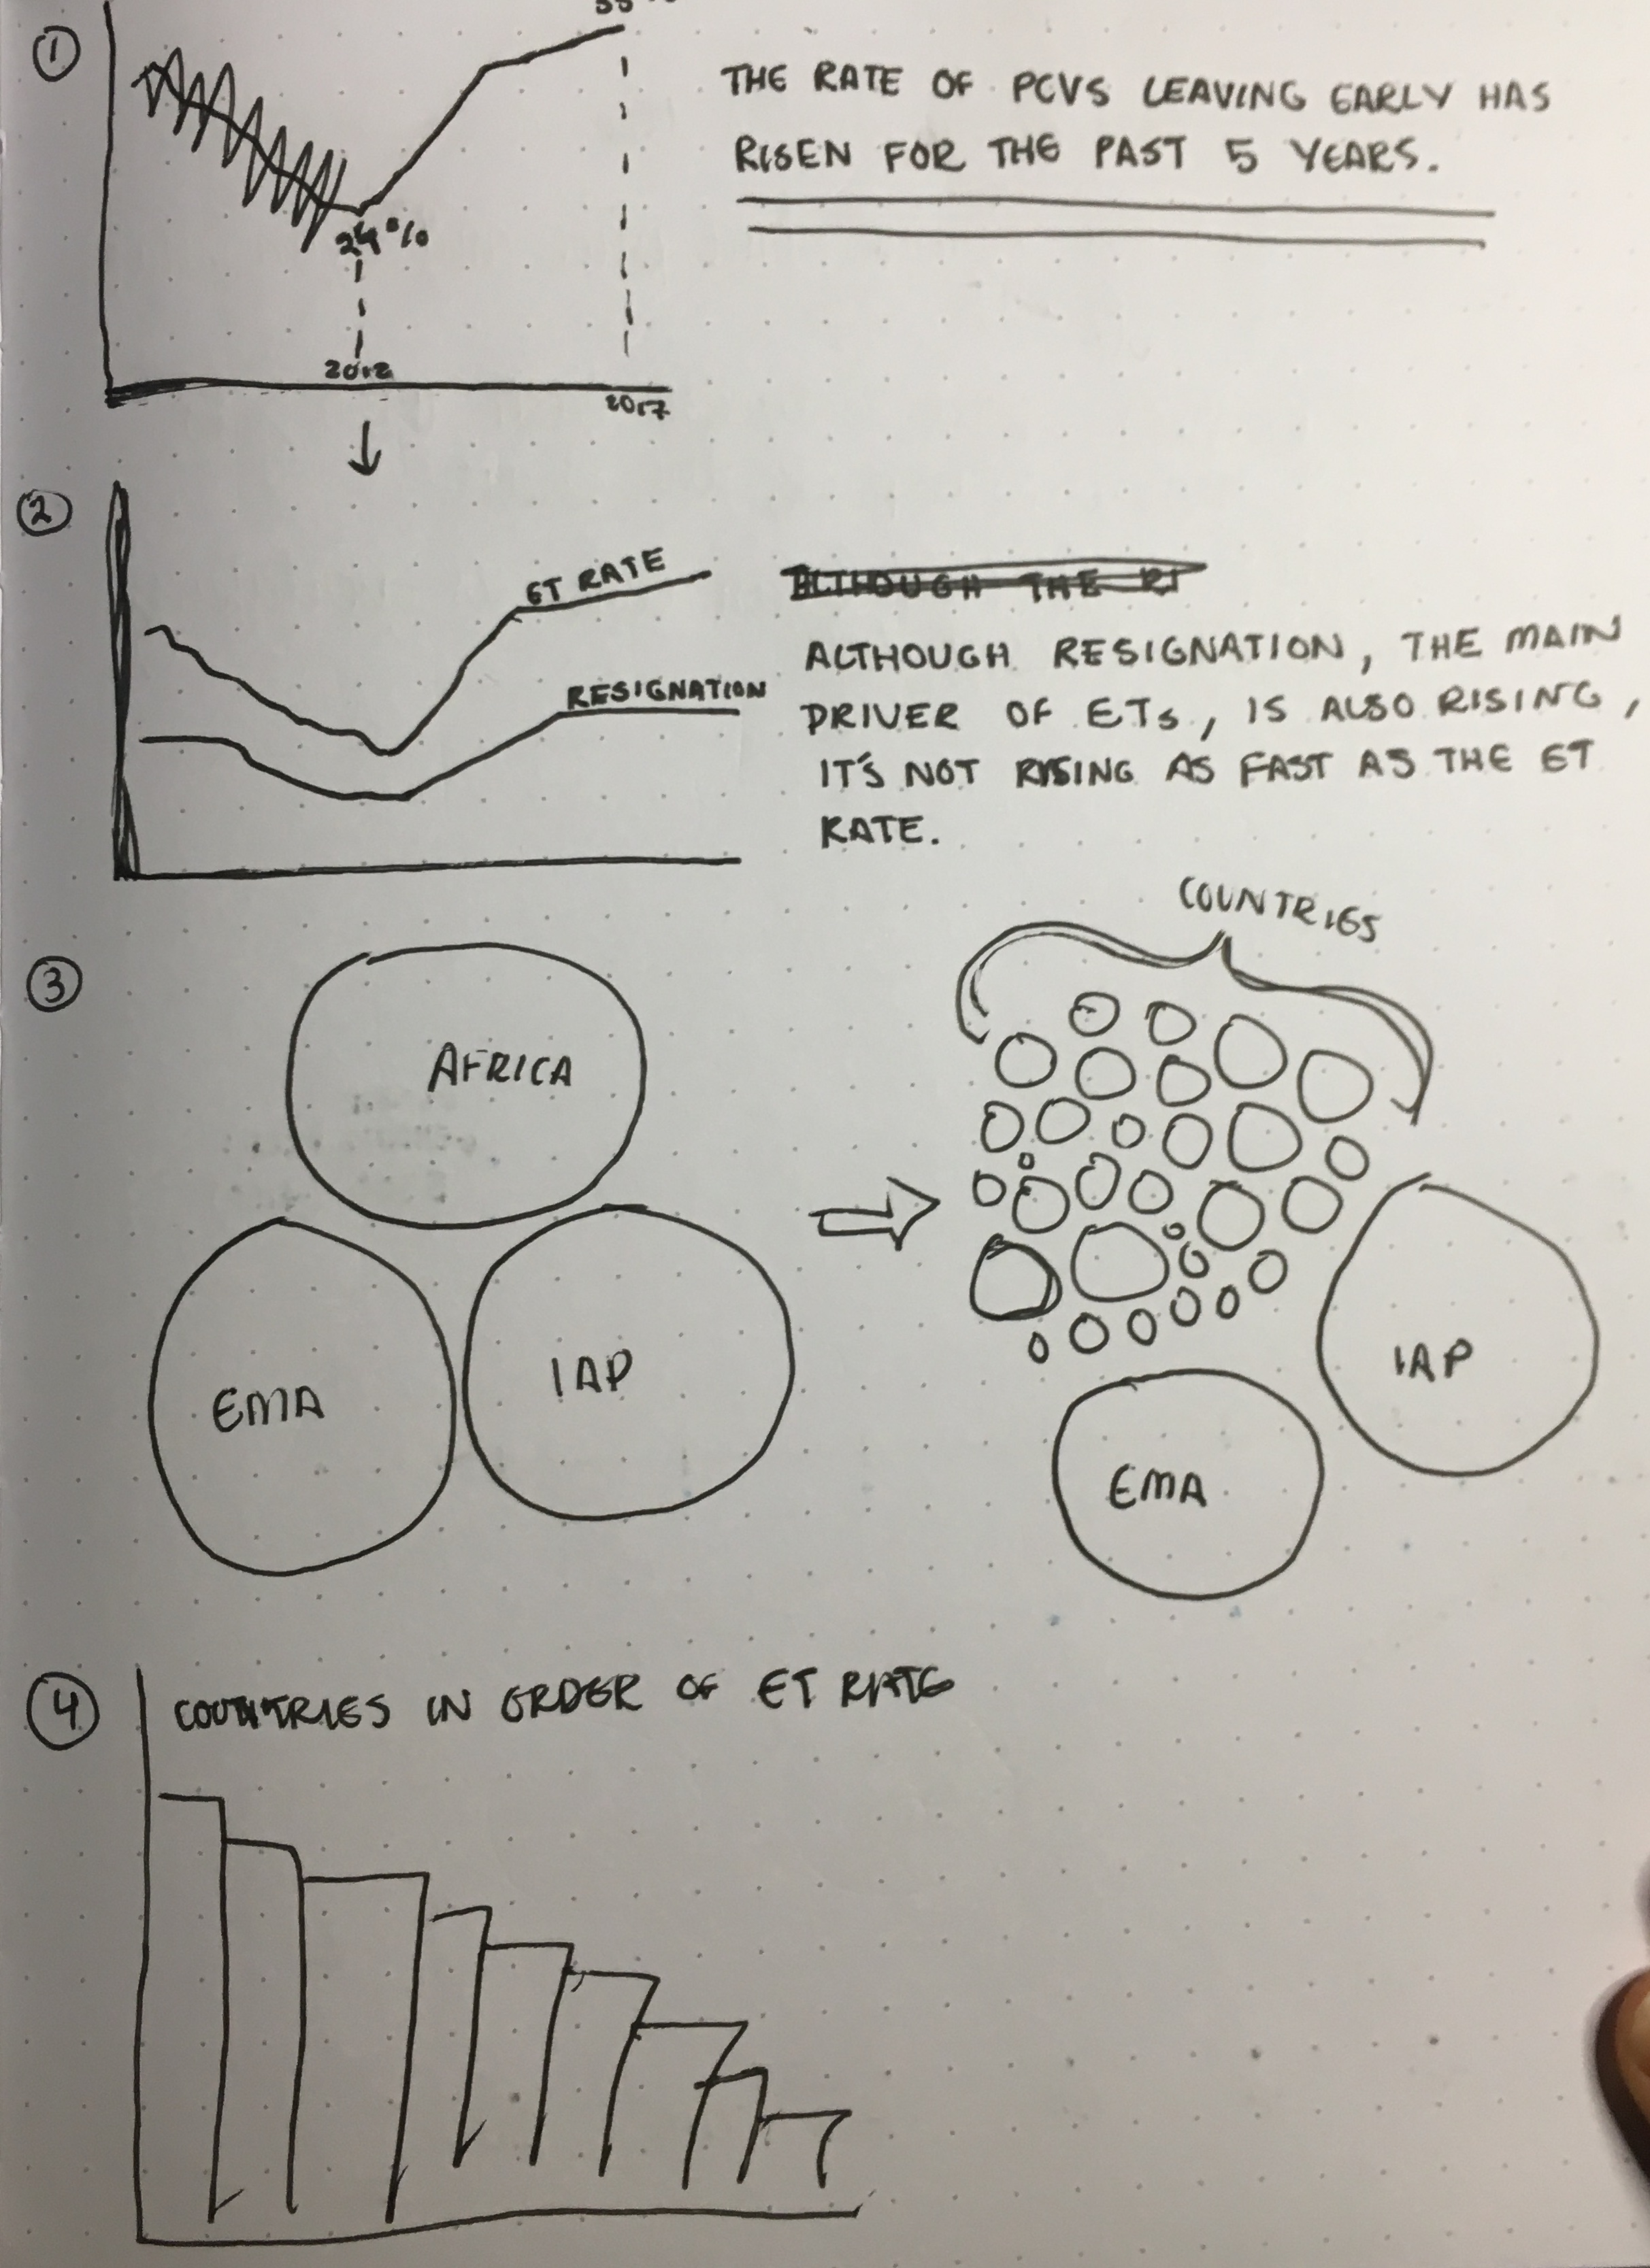 1
THE RATE OF PCVS LEAVING EARLY HAS
RISEN FOR THE PAST 5 YEARS.
24%
2012
2017
2
ET RATE
RESIGNATION
ALTHOUGH THE RI
ALTHOUGH RESIGNATION, THE MAIN
DRIVER OF ETs, IS ALSO RISING,
IT'S NOT RISING AS FAST AS THE ET
RATE.
3
AFRICA
EMA
IAP
COUNTRIES
IAP
EMA
4
COUNTRIES IN ORDER OF ET RATE